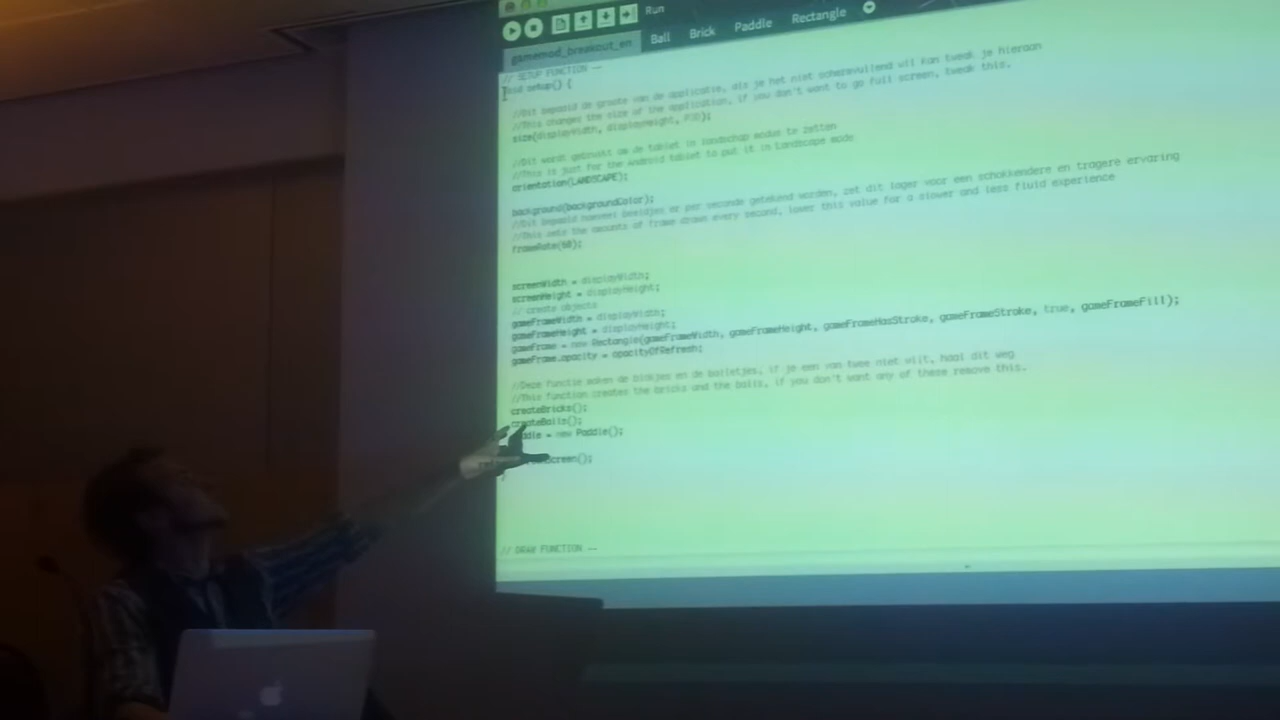 Run
gamemod_breakout_en Ball Brick Paddle Rectangle
// SETUP FUNCTION --
void setup() {
//Dit bepaald de groote van de applicatie, als je het niet schermvullend wil kan tweak je hieraan
//This changes the size of the application, if you don't want to go full screen, tweak this.
size(displayWidth, displayHeight, P3D);
//Dit wordt gebruikt om de tablet in landschap modus te zetten
//This is just for the Android tablet to put it in Landscape mode
orientation(LANDSCAPE);
background(backgroundColor);
//Dit bepaald hoeveel beeldjes er per seconde getekend worden, zet dit lager voor een schokkendere en tragere ervaring
//This sets the amounts of frame drawn every second, lower this value for a slower and less fluid experience
frameRate(60);
screenWidth = displayWidth;
screenHeight = displayHeight;
// create objects
gameFrameWidth = displayWidth;
gameFrameHeight = displayHeight;
gameFrame = new Rectangle(gameFrameWidth, gameFrameHeight, gameFrameHasStroke, gameFrameStroke, true, gameFrameFill);
gameFrame.opacity = opacityOfRefresh;
//Deze functie maken de blokjes en de balletjes, if je een van twee niet wilt, haal dit weg
//This function creates the bricks and the balls, if you don't want any of these remove this.
createBricks();
createBalls();
ddle = new Paddle();
Screen();
// DRAW FUNCTION --